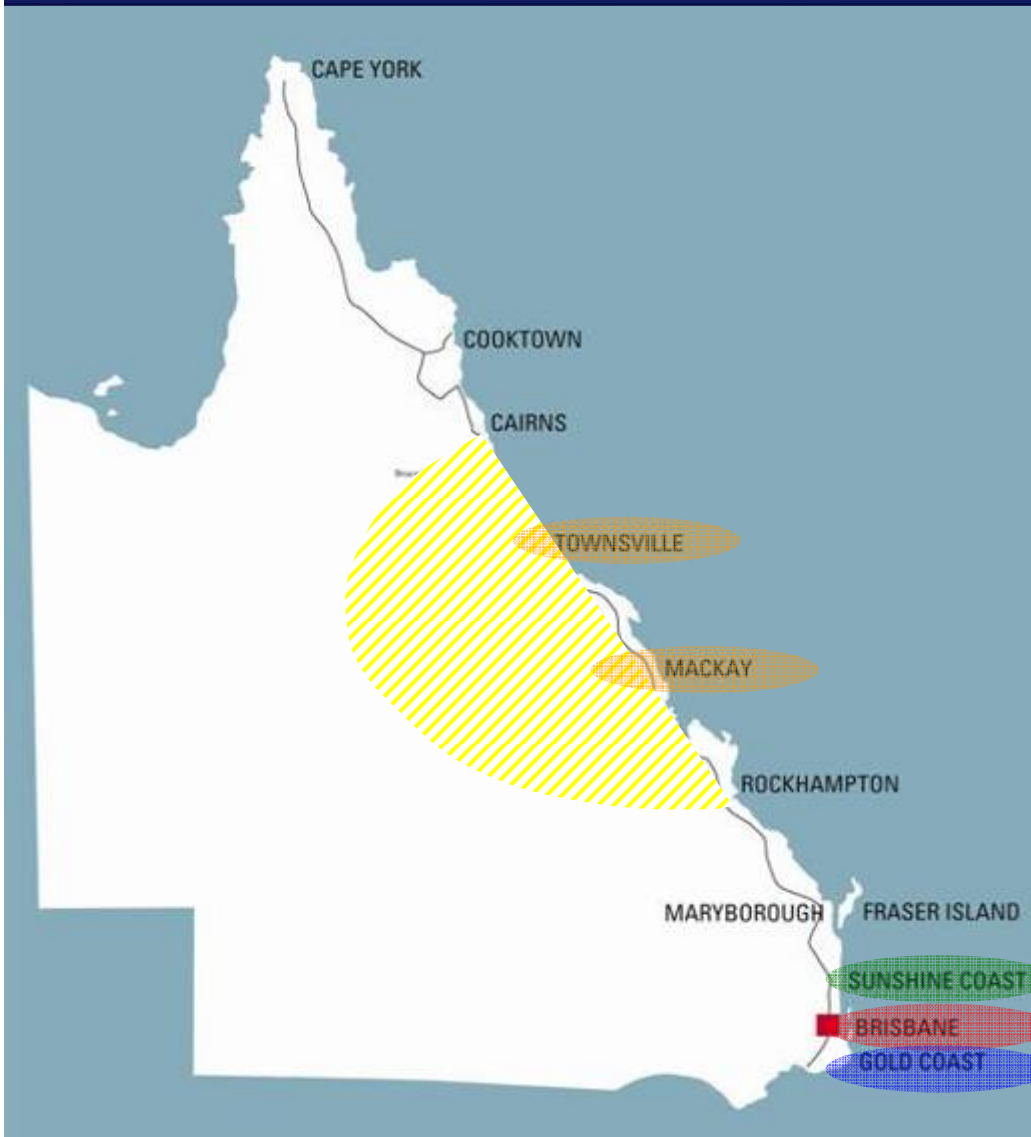 CAPE YORK
COOKTOWN
CAIRNS
TOWNSVILLE
MACKAY
ROCKHAMPTON
MARYBOROUGH
FRASER ISLAND
SUNSHINE COAST
BRISBANE
GOLD COAST